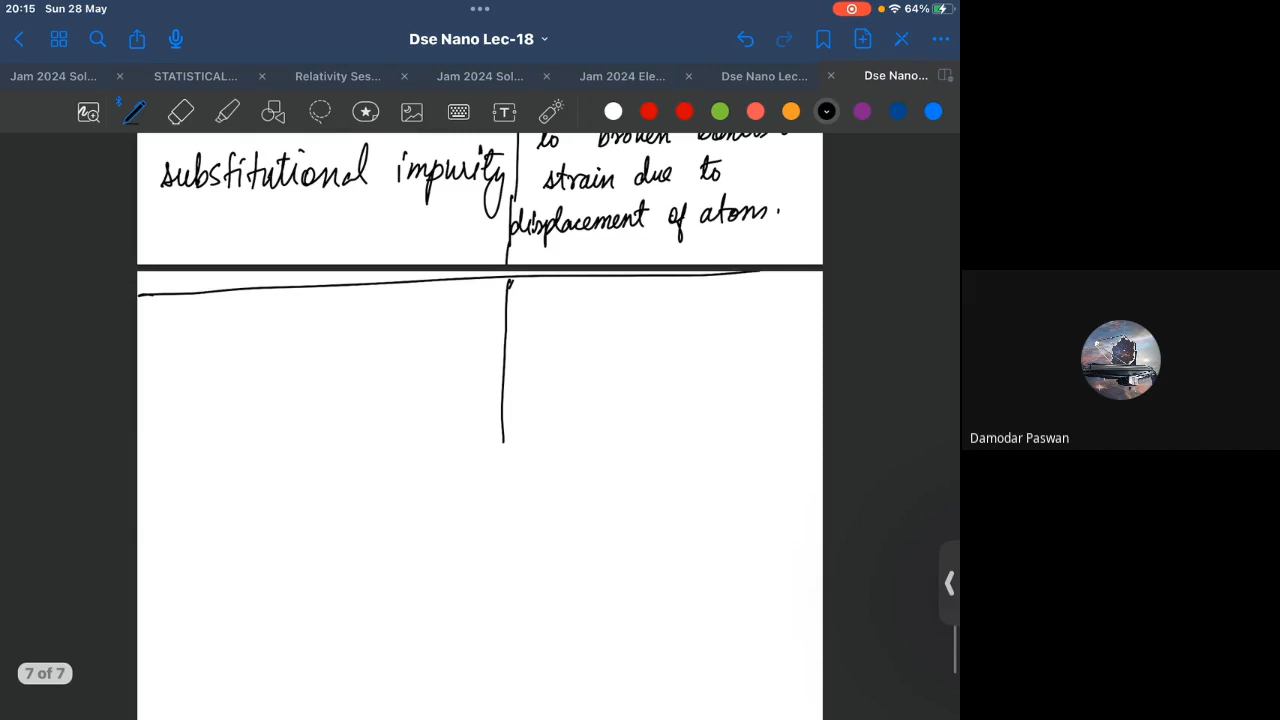 20:15 Sun 28 May
64%
Dse Nano Lec-18
Jam 2024 Sol...
STATISTICAL...
Relativity Ses...
Jam 2024 Sol...
Jam 2024 Ele...
Dse Nano Lec...
Dse Nano...
to broken bonds
substitutional impurity
strain due to
displacement of atoms.
Damodar Paswan
7 of 7